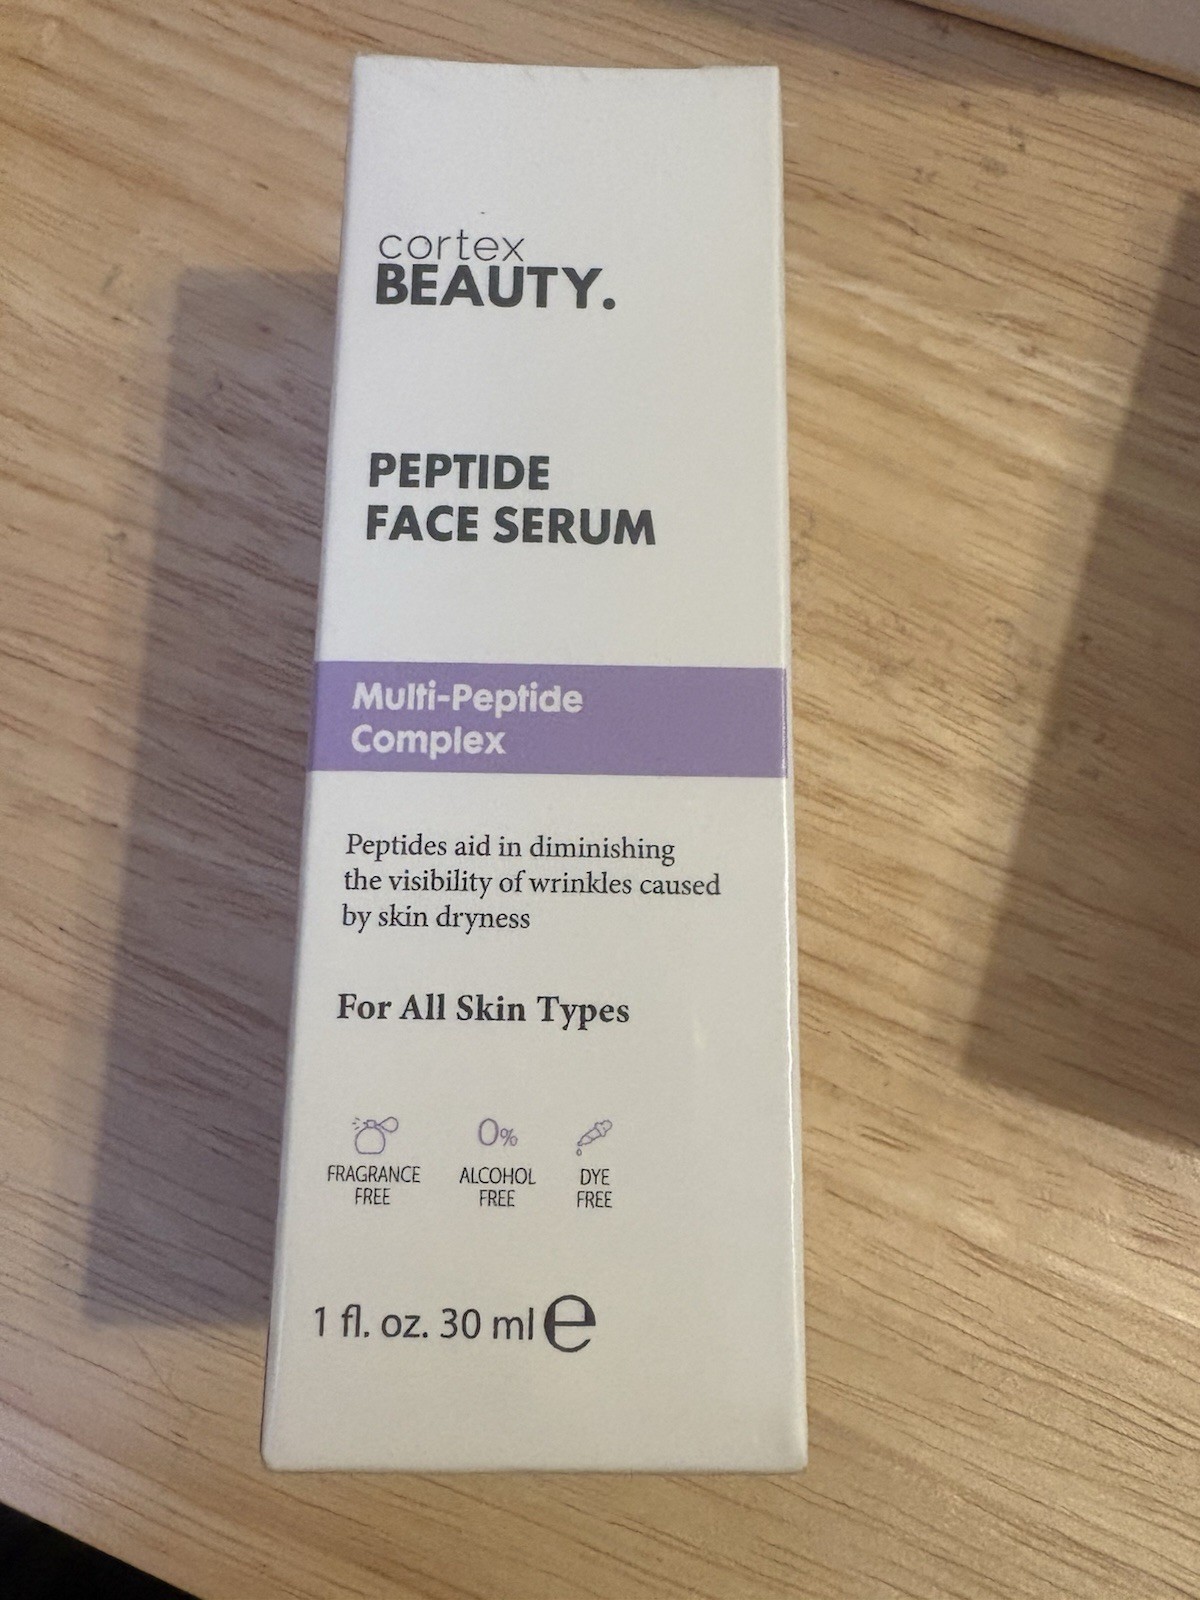 cortex
BEAUTY.
PEPTIDE
FACE SERUM
Multi-Peptide
Complex
Peptides aid in diminishing
the visibility of wrinkles caused
by skin dryness
For All Skin Types
0%
FRAGRANCE
FREE
ALCOHOL
FREE
DYE
FREE
1 fl. oz. 30 ml e